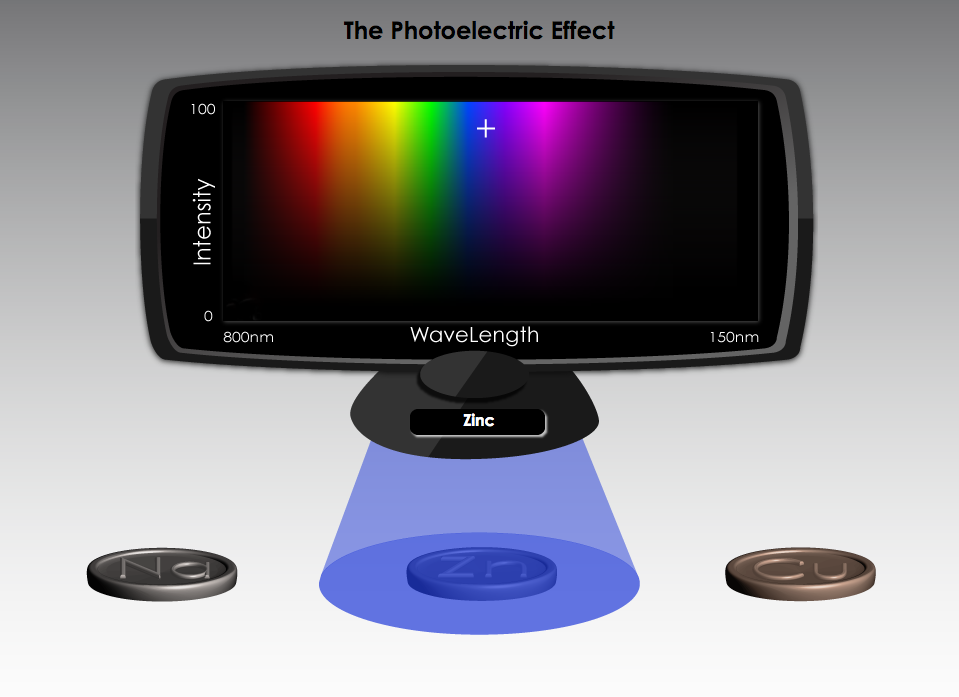 The Photoelectric Effect
100
Intensity
0
800nm
WaveLength
150nm
Zinc
Na
Zn
Cu